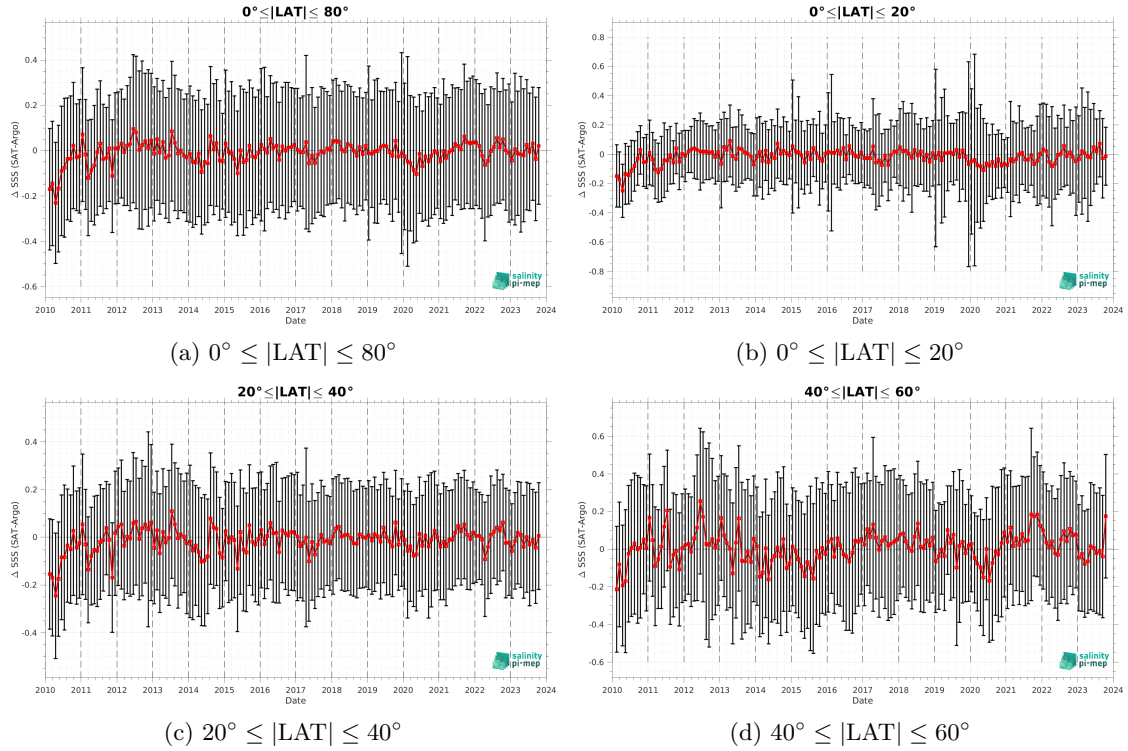 0°≤|LAT|≤ 80°
Δ SSS (SAT-Argo)
0.4
0.2
0
-0.2
-0.4
-0.6
2010 2011 2012 2013 2014 2015 2016 2017 2018 2019 2020 2021 2022 2023 2024
Date
salinity
pi-mep
(a) 0° ≤ |LAT| ≤ 80°
0°≤|LAT|≤ 20°
Δ SSS (SAT-Argo)
0.8
0.6
0.4
0.2
0
-0.2
-0.4
-0.6
-0.8
2010 2011 2012 2013 2014 2015 2016 2017 2018 2019 2020 2021 2022 2023 2024
Date
salinity
pi-mep
(b) 0° ≤ |LAT| ≤ 20°
20°≤|LAT|≤ 40°
Δ SSS (SAT-Argo)
0.4
0.2
0
-0.2
-0.4
2010 2011 2012 2013 2014 2015 2016 2017 2018 2019 2020 2021 2022 2023 2024
Date
salinity
pi-mep
(c) 20° ≤ |LAT| ≤ 40°
40°≤|LAT|≤ 60°
Δ SSS (SAT-Argo)
0.6
0.4
0.2
0
-0.2
-0.4
-0.6
2010 2011 2012 2013 2014 2015 2016 2017 2018 2019 2020 2021 2022 2023 2024
Date
salinity
pi-mep
(d) 40° ≤ |LAT| ≤ 60°